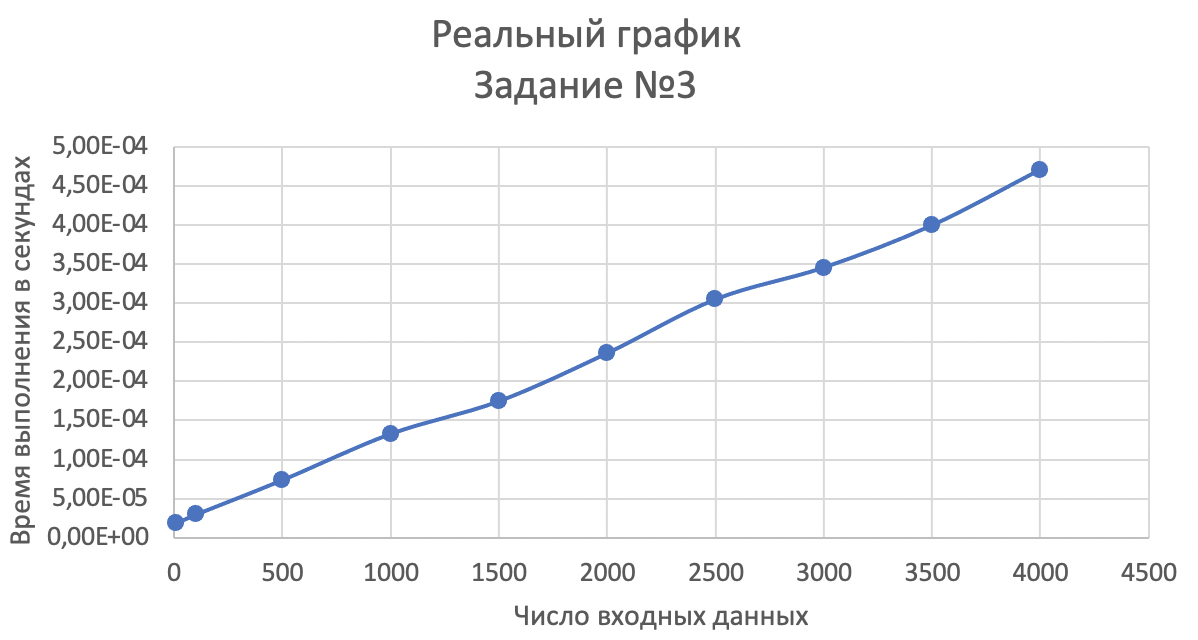 Реальный график
Задание №3
Время выполнения в секундах
5,00E-04
4,50E-04
4,00E-04
3,50E-04
3,00E-04
2,50E-04
2,00E-04
1,50E-04
1,00E-04
5,00E-05
0,00E+00
0 500 1000 1500 2000 2500 3000 3500 4000 4500
Число входных данных